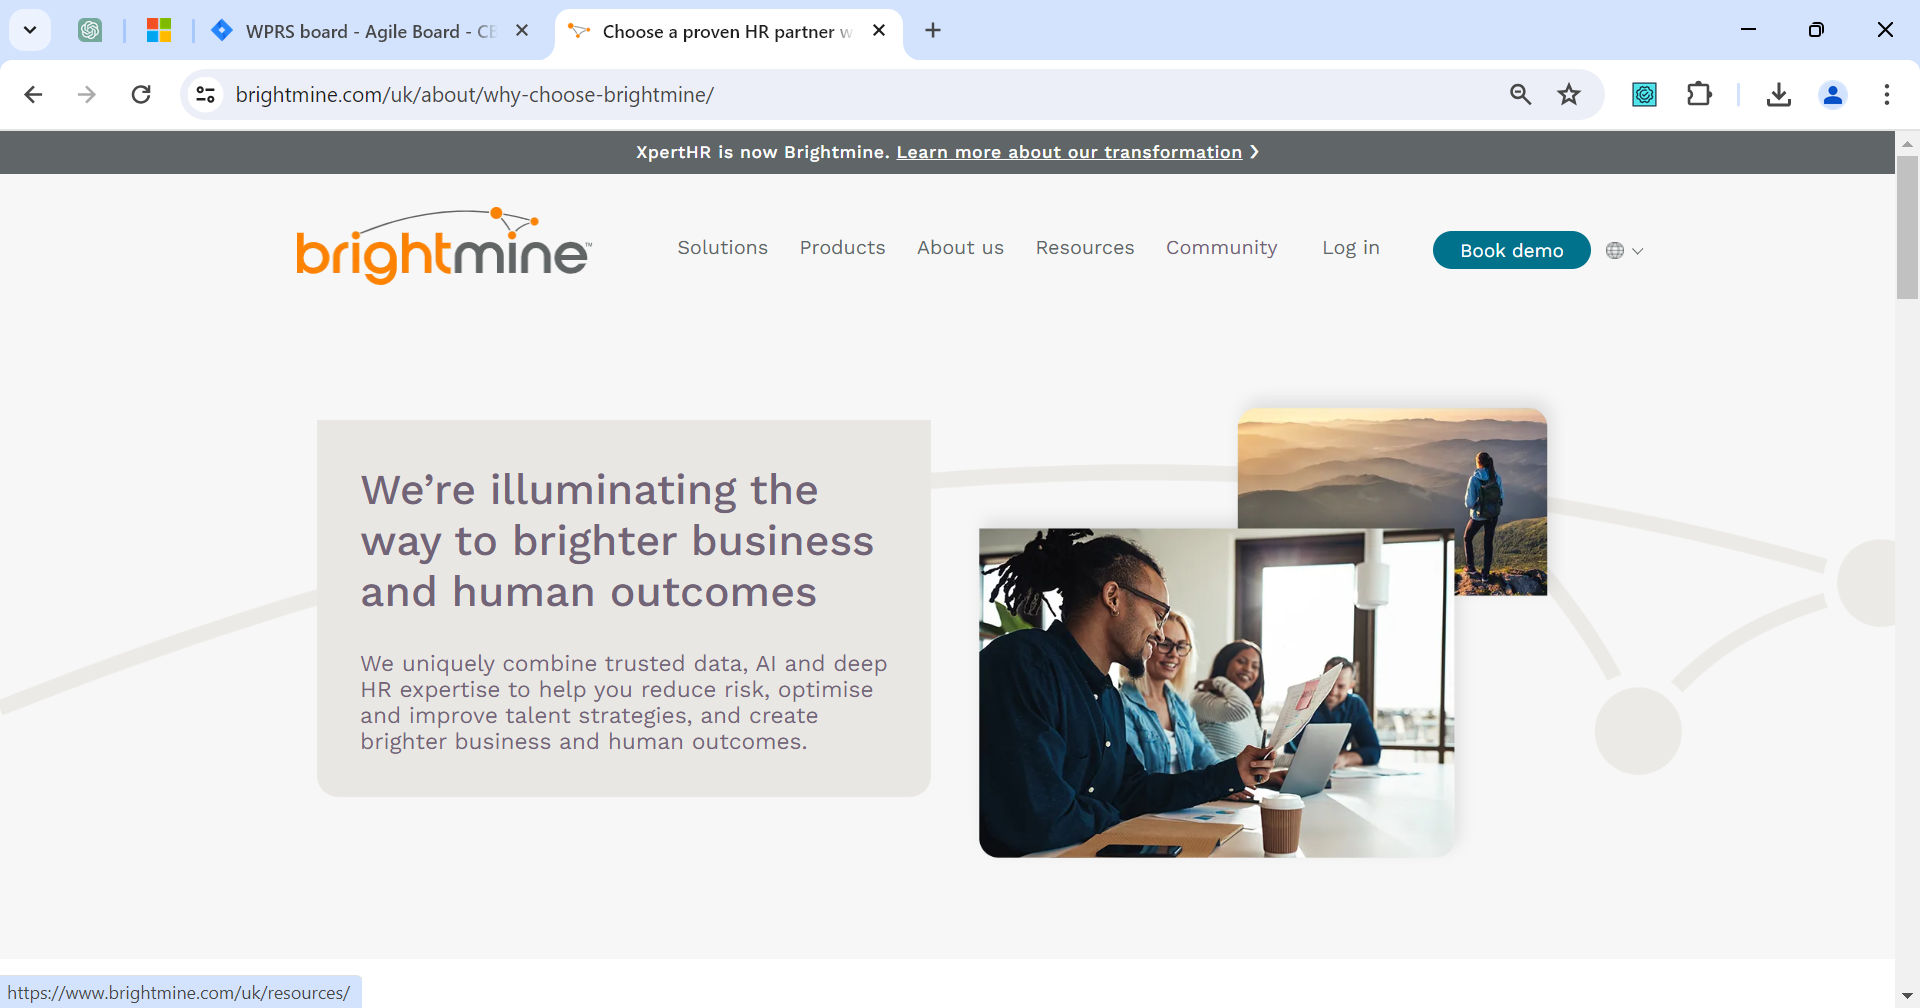 WPRS board - Agile Board - CB
Choose a proven HR partner w
brightmine.com/uk/about/why-choose-brightmine/
XpertHR is now Brightmine. Learn more about our transformation ❯
brightmine™
Solutions
Products
About us
Resources
Community
Log in
Book demo
We’re illuminating the
way to brighter business
and human outcomes
We uniquely combine trusted data, AI and deep
HR expertise to help you reduce risk, optimise
and improve talent strategies, and create
brighter business and human outcomes.
https://www.brightmine.com/uk/resources/